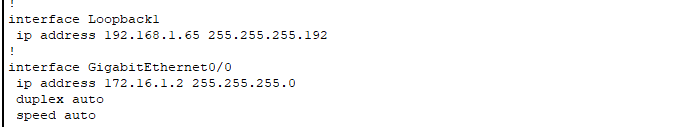 !
interface Loopback1
 ip address 192.168.1.65 255.255.255.192
!
interface GigabitEthernet0/0
 ip address 172.16.1.2 255.255.255.0
 duplex auto
 speed auto